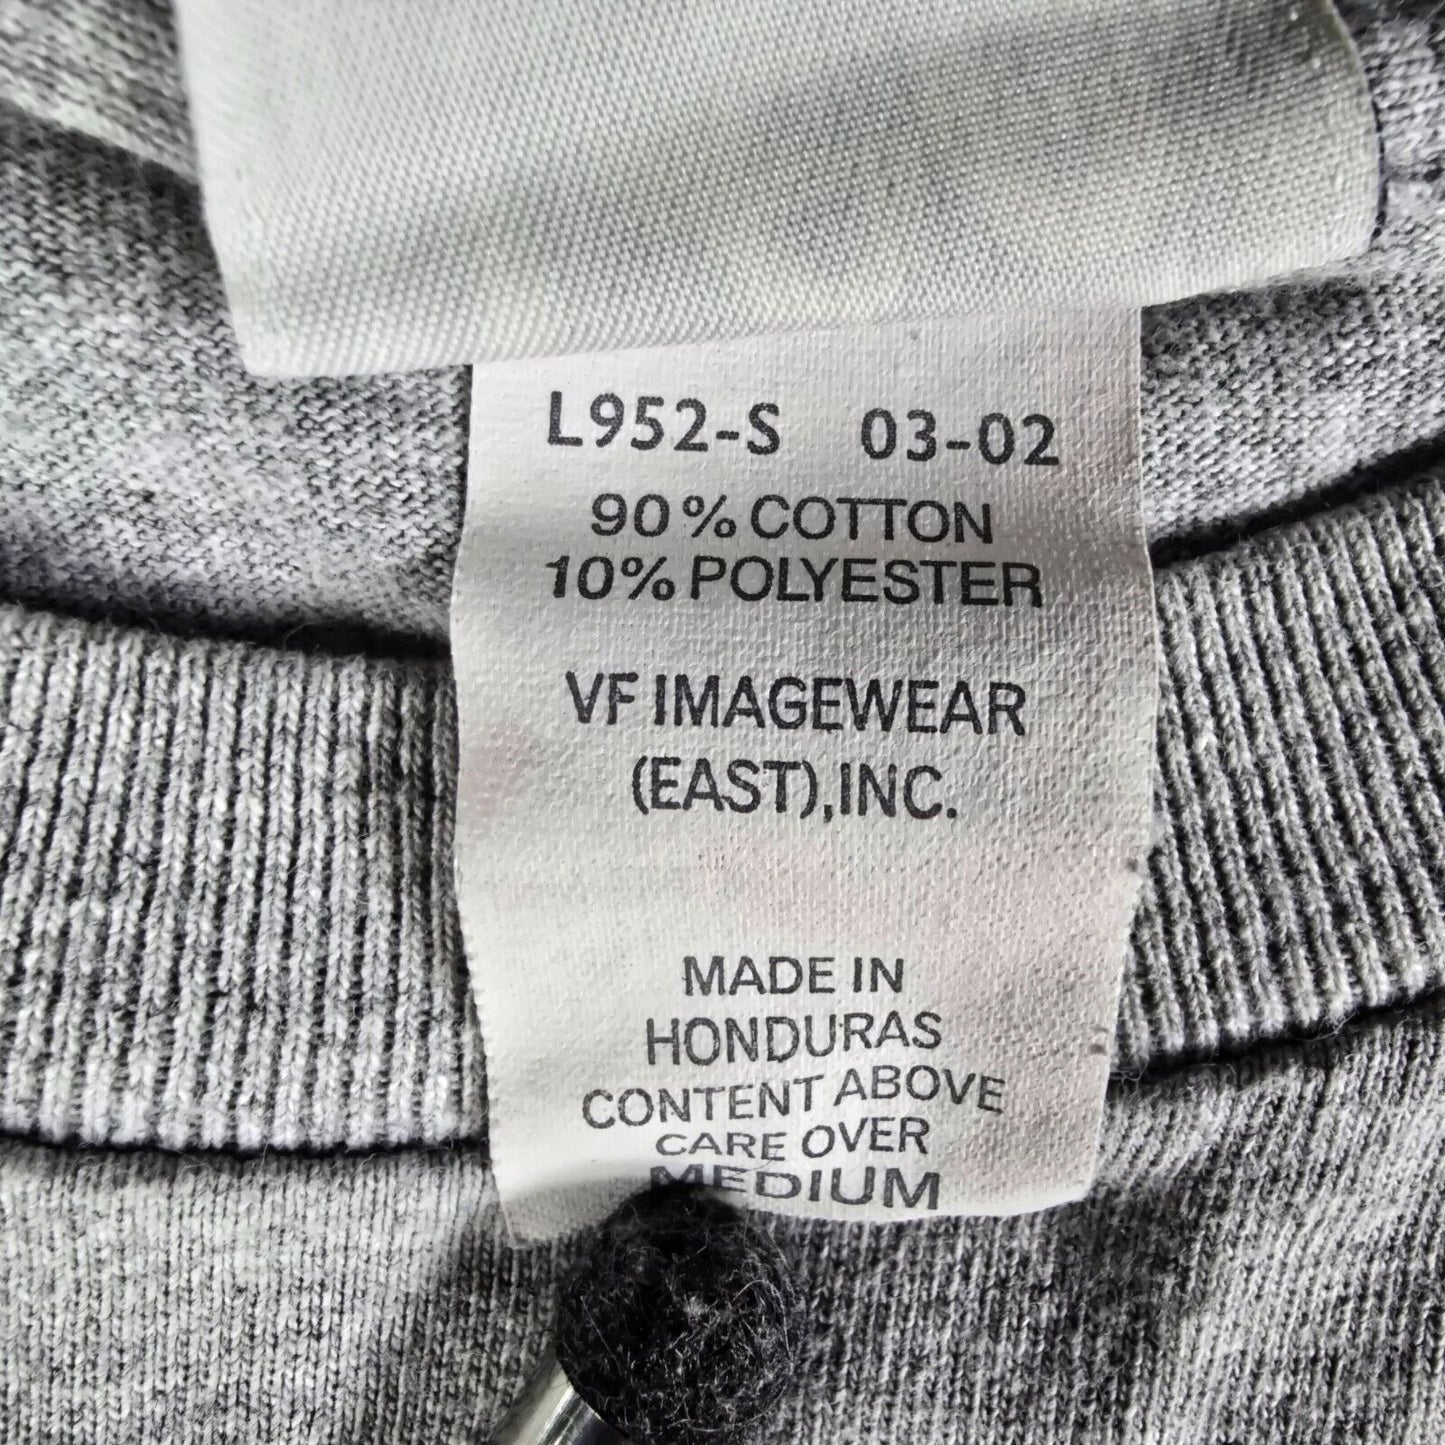 L952-S 03-02
90% COTTON
10% POLYESTER
VF IMAGEWEAR
(EAST), INC.
MADE IN
HONDURAS
CONTENT ABOVE
CARE OVER
MEDIUM